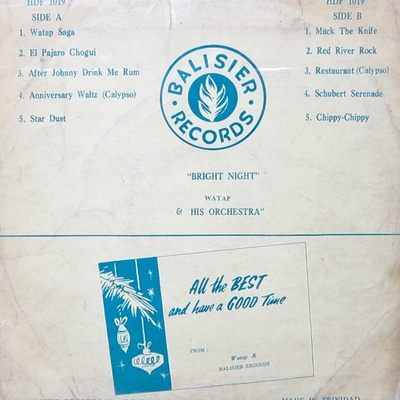 HDF 1019
SIDE A
1. Watap Saga
2. El Pajaro Chogui
3. After Johnny Drink Me Rum
4. Anniversary Waltz (Calypso)
5. Star Dust
BALISIER RECORDS
HDF 1019
SIDE B
1. Mack The Knife
2. Red River Rock
3. Restaurant (Calypso)
4. Schubert Serenade
5. Chippy-Chippy
"BRIGHT NIGHT"
WATAP
& HIS ORCHESTRA"
All the BEST
and have a GOOD Time
FROM:
Watap &
BALISIER RECORDS
MADE IN TRINIDAD